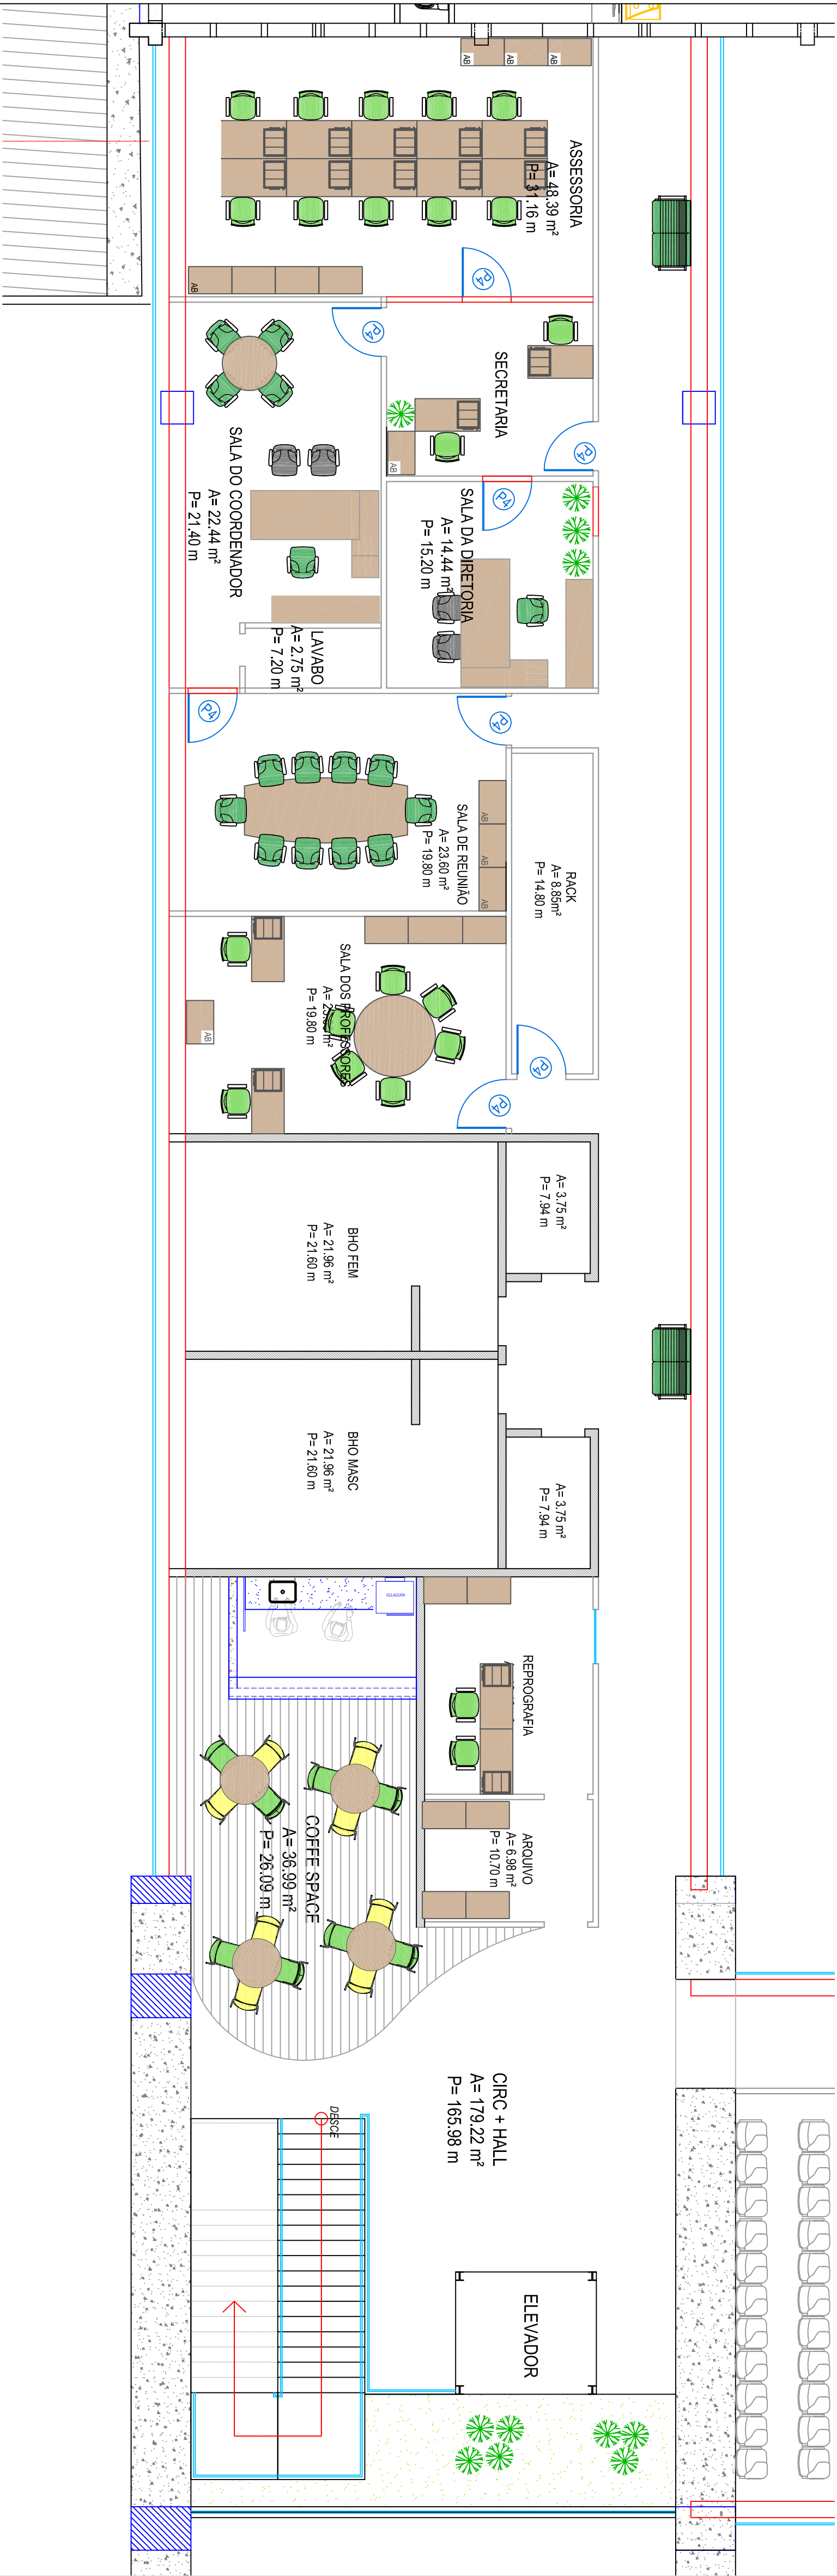 AB
AB
AB
ASSESSORIA
A= 48.39 m²
P= 31.16 m
AB
P4
P4
SECRETARIA
AB
P4
P4
SALA DO COORDENADOR
A= 22.44 m²
P= 21.40 m
SALA DA DIRETORIA
A= 14.44 m²
P= 15.20 m
LAVABO
A= 2.75 m²
P= 7.20 m
P4
P4
SALA DE REUNIÃO
A= 23.60 m²
P= 19.80 m
AB
AB
AB
RACK
A= 8.85m²
P= 14.80 m
SALA DOS PROFESSORES
P= 19.80 m
AB
P4
P4
A= 3.75 m²
P= 7.94 m
BHO FEM
A= 21.96 m²
P= 21.60 m
BHO MASC
A= 21.96 m²
P= 21.60 m
A= 3.75 m²
P= 7.94 m
GELAGUAR
REPROGRAFIA
ARQUIVO
A= 6.98 m²
P= 10.70 m
COFFE SPACE
A= 36.99 m²
P= 26.09 m
CIRC + HALL
A= 179.22 m²
P= 165.98 m
DESCE
ELEVADOR